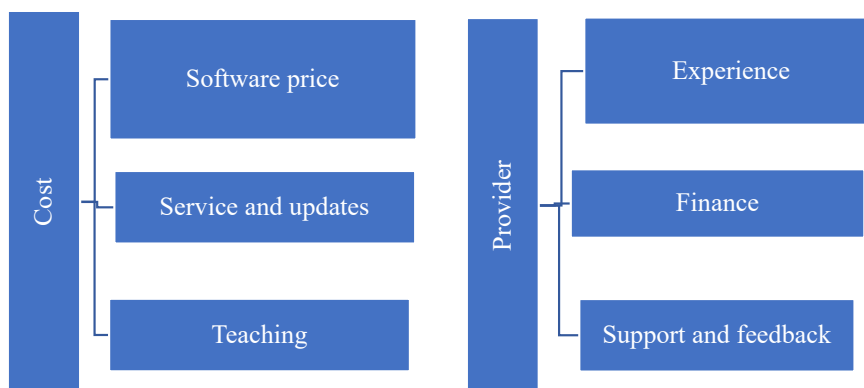 Cost
Software price
Service and updates
Teaching
Provider
Experience
Finance
Support and feedback